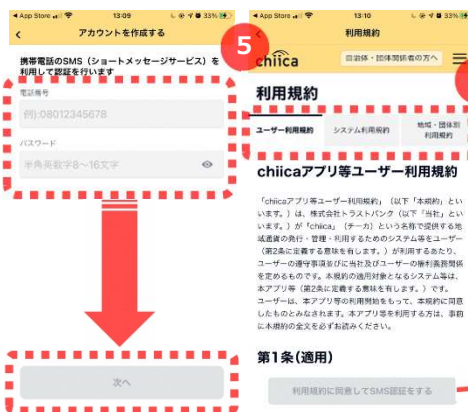 App Store
13:09
33%
アカウントを作成する
携帯電話のSMS（ショートメッセージサービス）を
利用して認証を行います
電話番号
例):08012345678
パスワード
半角英数字8〜16文字
次へ
5
App Store
13:10
33%
利用規約
chiica
自治体・団体関係者の方へ
利用規約
ユーザー利用規約
システム利用規約
地域・団体別
利用規約
chiicaアプリ等ユーザー利用規約
「chiicaアプリ等ユーザー利用規約」（以下「本規約」とい
います。）は、株式会社トラストバンク（以下「当社」とい
います。）が「chiica」（チーカ）という名称で提供する地
域通貨の発行・管理・利用するためのシステム等をユーザー
（第2条に定義する意味を有します。）が利用するあたり、
ユーザーの遵守事項並びに当社及びユーザーの権利義務関係
を定めるものです。本規約の適用対象となるシステム等は、
本アプリ等（第2条に定義する意味を有します。）です。
ユーザーは、本アプリ等の利用開始をもって、本規約に同意
したものとみなされます。本アプリ等を利用する方は、事前
に本規約の全文を必ずお読みください。
第1条(適用)
利用規約に同意してSMS認証をする